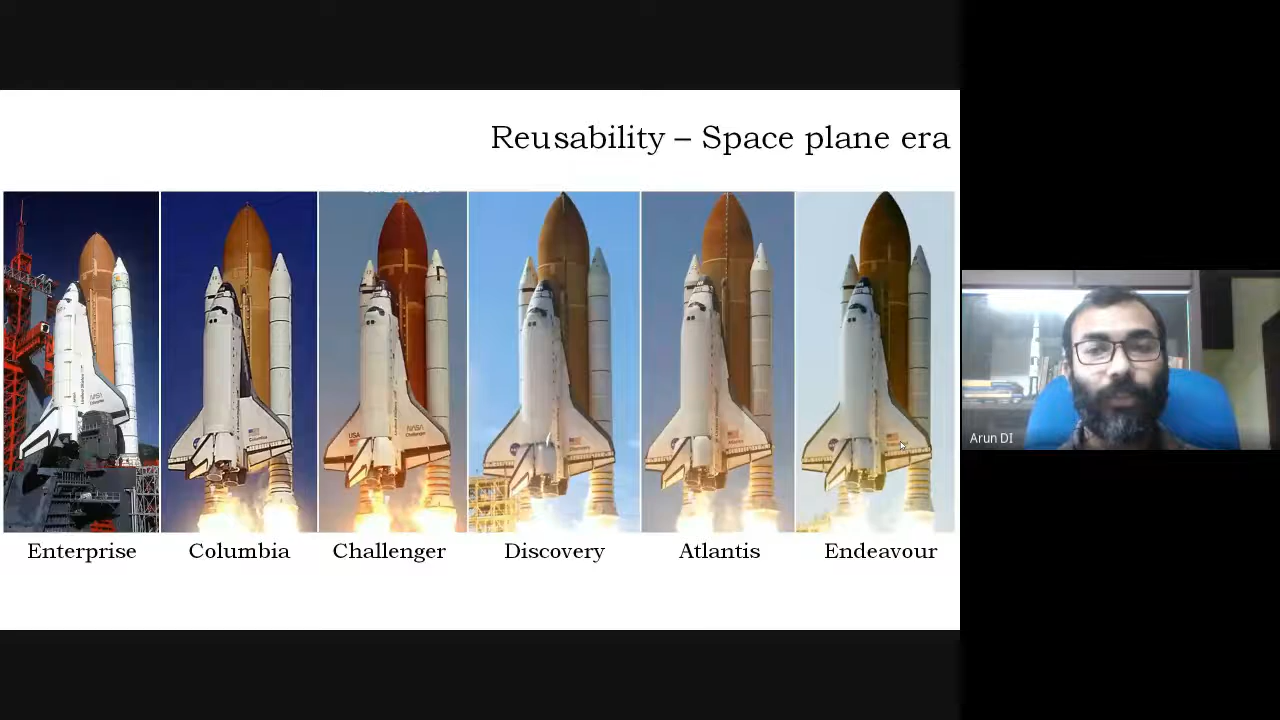 Reusability – Space plane era
Enterprise
Columbia
Challenger
Discovery
Atlantis
Endeavour
Arun DI